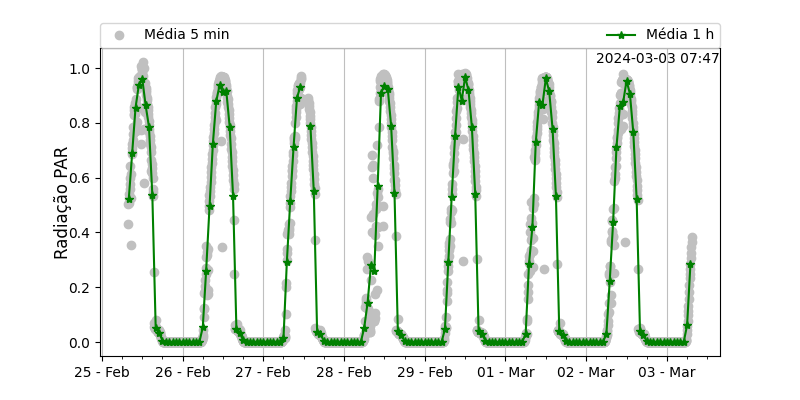 Média 5 min
Média 1 h
2024-03-03 07:47
Radiação PAR
1.0
0.8
0.6
0.4
0.2
0.0
25 - Feb
26 - Feb
27 - Feb
28 - Feb
29 - Feb
01 - Mar
02 - Mar
03 - Mar